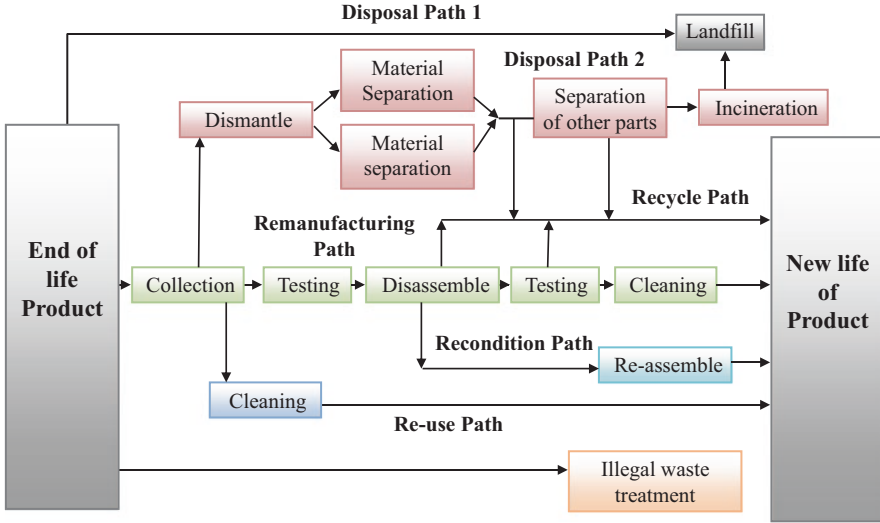 Disposal Path 1
Landfill
Material
Separation
Disposal Path 2
Separation
of other parts
Incineration
Dismantle
Material
separation
Recycle Path
Remanufacturing
Path
End of
life
Product
Collection
Testing
Disassemble
Testing
Cleaning
New life
of
Product
Recondition Path
Re-assemble
Cleaning
Re-use Path
Illegal waste
treatment